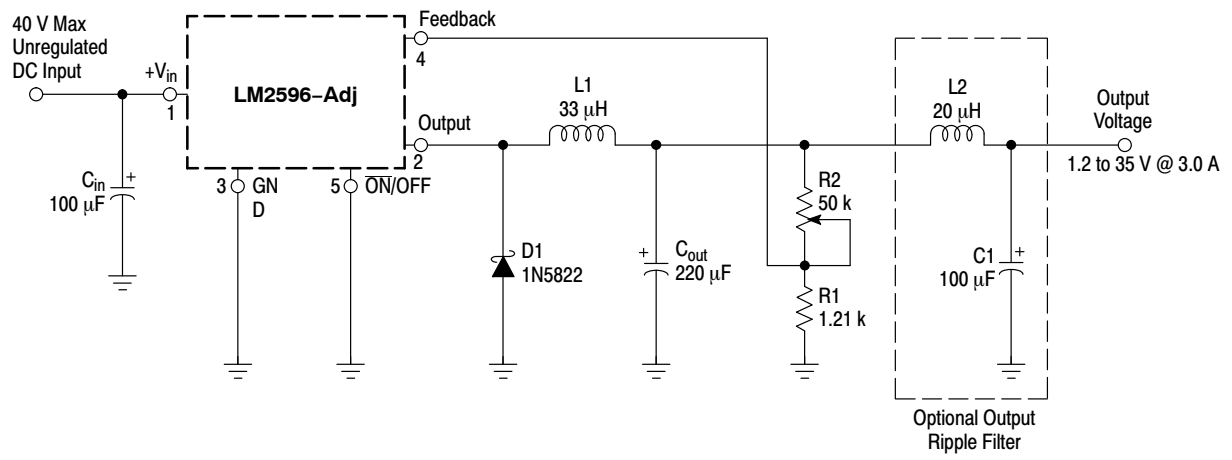 40 V Max
Unregulated
DC Input
+Vin
1
LM2596−Adj
Feedback
4
Output
2
3
GN
D
5
ON/OFF
Cin
100 μF
+
L1
33 μH
D1
1N5822
+
Cout
220 μF
R2
50 k
R1
1.21 k
L2
20 μH
C1
100 μF
+
Output
Voltage
1.2 to 35 V @ 3.0 A
Optional Output
Ripple Filter